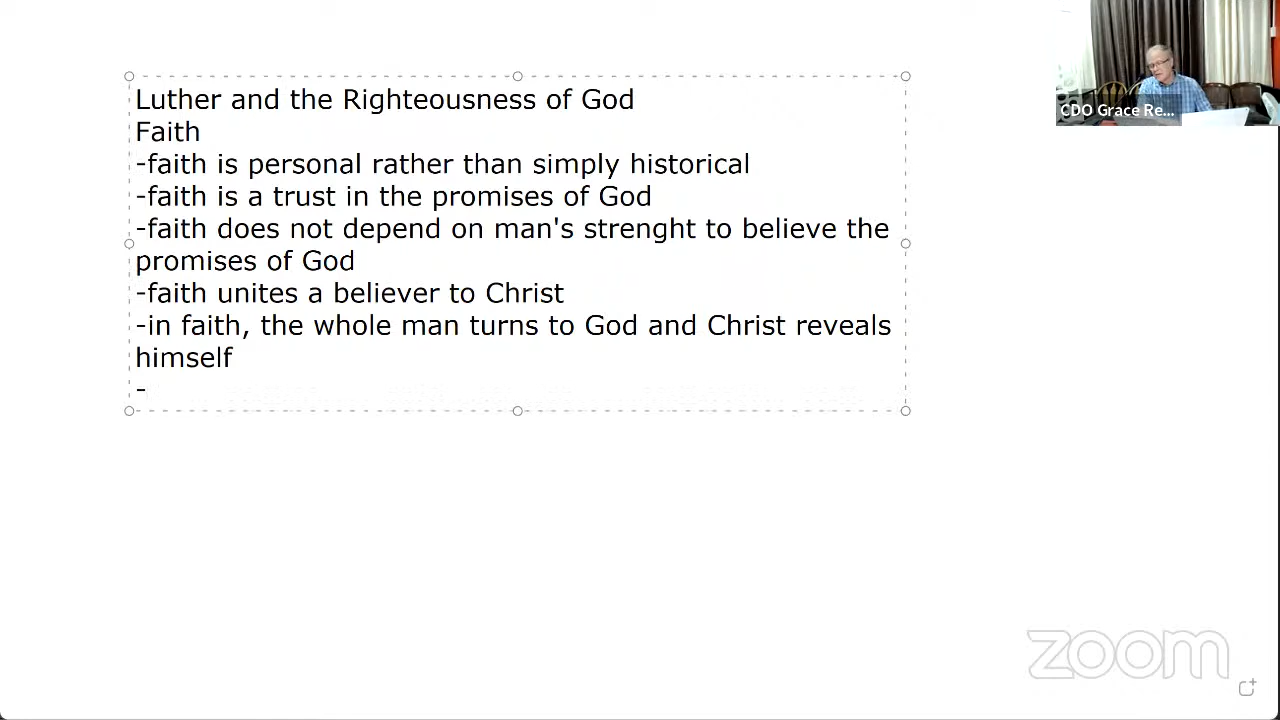 Luther and the Righteousness of God
Faith
-faith is personal rather than simply historical
-faith is a trust in the promises of God
-faith does not depend on man's strenght to believe the
promises of God
-faith unites a believer to Christ
-in faith, the whole man turns to God and Christ reveals
himself
-
CDO Grace Re...
zoom